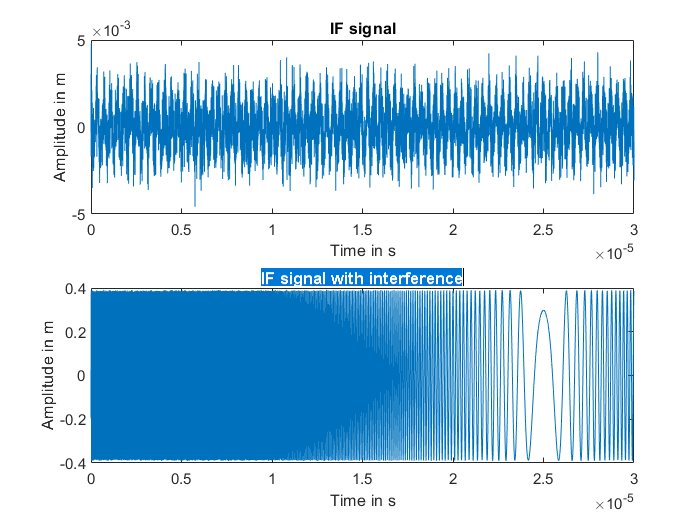 IF signal
×10⁻³
5
0
-5
Amplitude in m
0 0.5 1 1.5 2 2.5 3
Time in s
×10⁻⁵
IF signal with interference
0.4
0.2
0
-0.2
-0.4
Amplitude in m
0 0.5 1 1.5 2 2.5 3
Time in s
×10⁻⁵